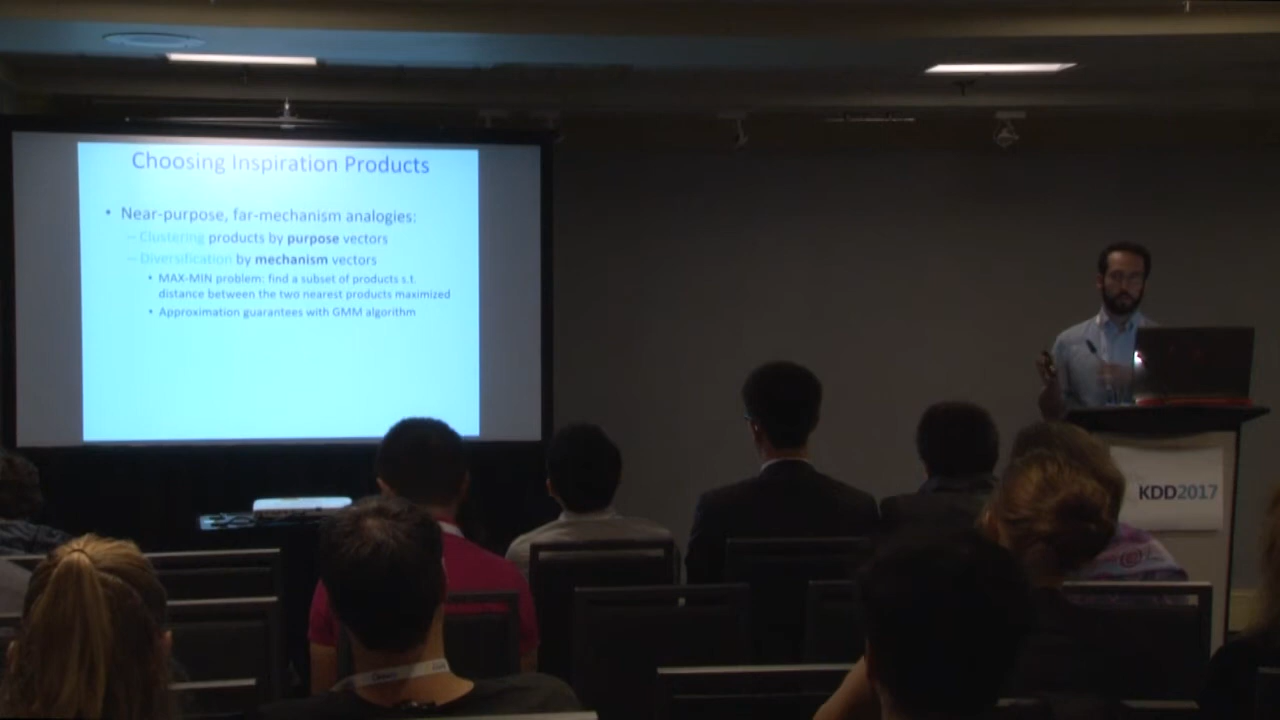 Choosing Inspiration Products
• Near-purpose, far-mechanism analogies:
– Clustering products by purpose vectors
– Diversification by mechanism vectors
• MAX-MIN problem: find a subset of products s.t.
distance between the two nearest products maximized
• Approximation guarantees with GMM algorithm
KDD2017